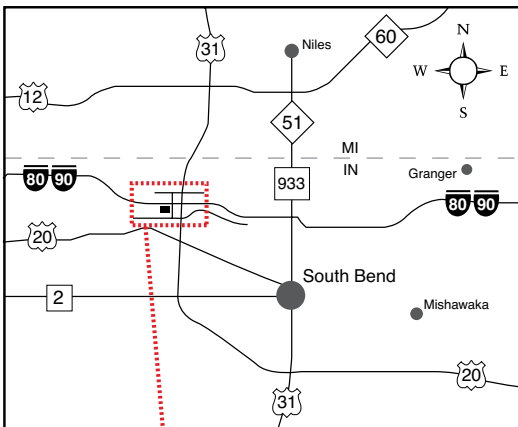 60
N
31
Niles
W E
12
S
51
MI
IN
Granger
80 90
933
80 90
20
South Bend
2
Mishawaka
20
31